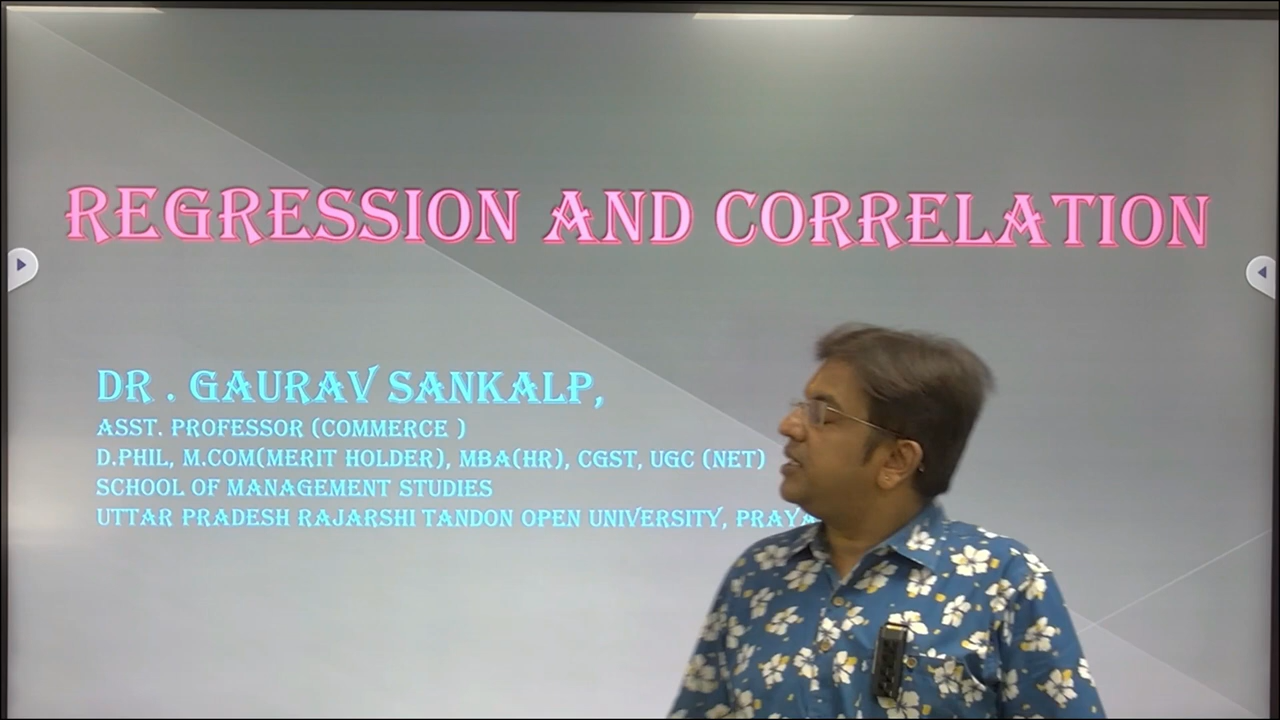 REGRESSION AND CORRELATION
DR . GAURAV SANKALP,
ASST. PROFESSOR (COMMERCE )
D.PHIL, M.COM(MERIT HOLDER), MBA(HR), CGST, UGC (NET)
SCHOOL OF MANAGEMENT STUDIES
UTTAR PRADESH RAJARSHI TANDON OPEN UNIVERSITY,